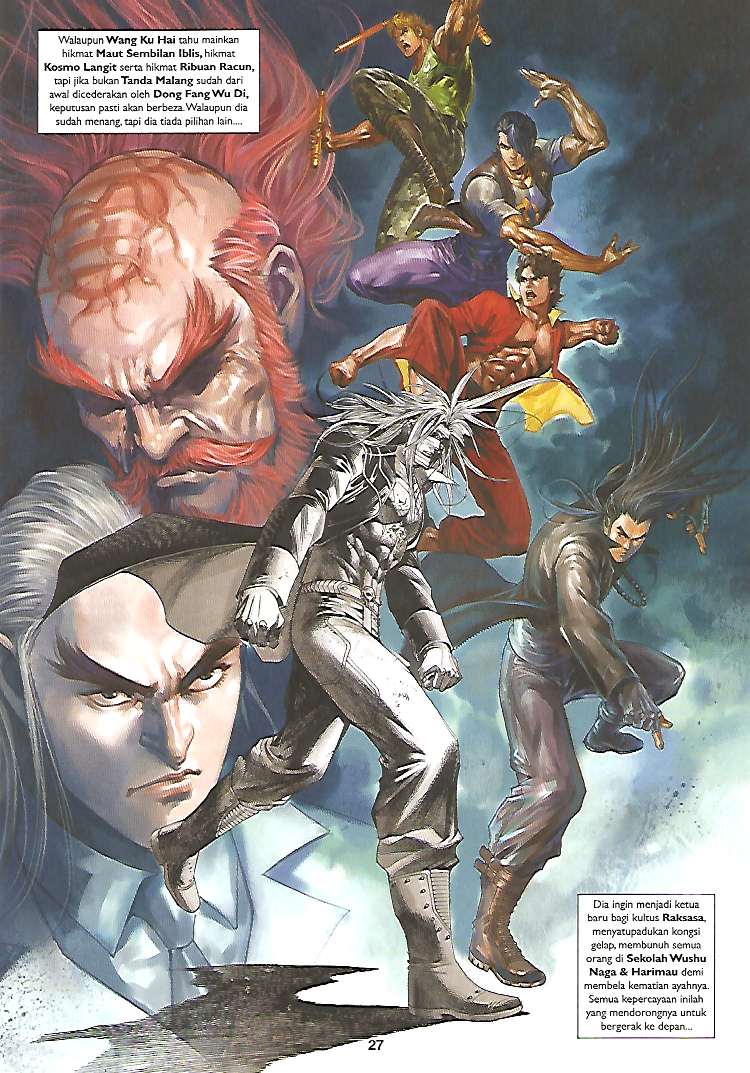 Walaupun Wang Ku Hai tahu mainkan
hikmat Maut Sembilan Iblis, hikmat
Kosmo Langit serta hikmat Ribuan Racun,
tapi jika bukan Tanda Malang sudah dari
awal dicederakan oleh Dong Fang Wu Di,
keputusan pasti akan berbeza. Walaupun dia
sudah menang, tapi dia tiada pilihan lain....
Dia ingin menjadi ketua
baru bagi kultus Raksasa,
menyatupadukan kongsi
gelap, membunuh semua
orang di Sekolah Wushu
Naga & Harimau demi
membela kematian ayahnya.
Semua kepercayaan inilah
yang mendorongnya untuk
bergerak ke depan...
27